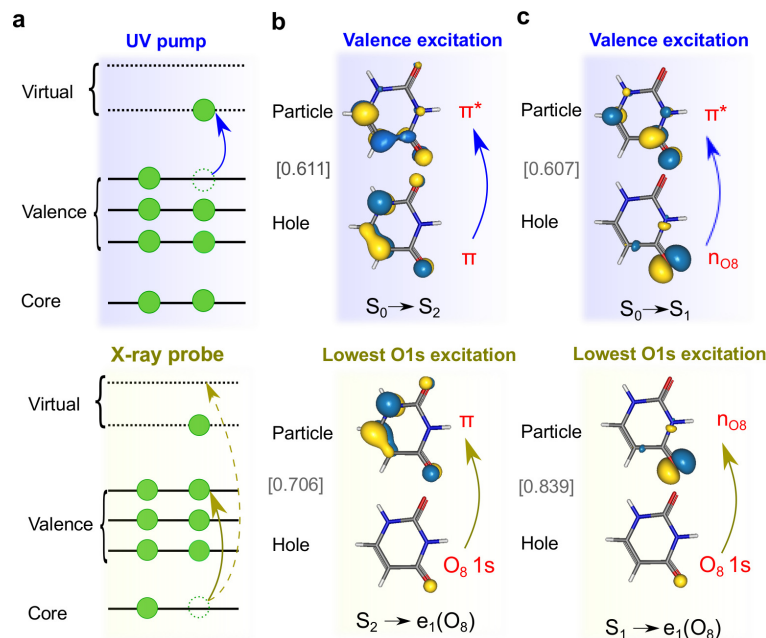 a
UV pump
Virtual
Valence
Core
X-ray probe
Virtual
Valence
Core
b
Valence excitation
Particle
π*
[0.611]
Hole
π
S₀→ S₂
Lowest O1s excitation
Particle
π
[0.706]
Hole
O₈ 1s
S₂ → e₁(O₈)
c
Valence excitation
Particle
π*
[0.607]
Hole
n_O8
S₀→S₁
Lowest O1s excitation
Particle
n_O8
[0.839]
Hole
O₈ 1s
S₁ → e₁(O₈)